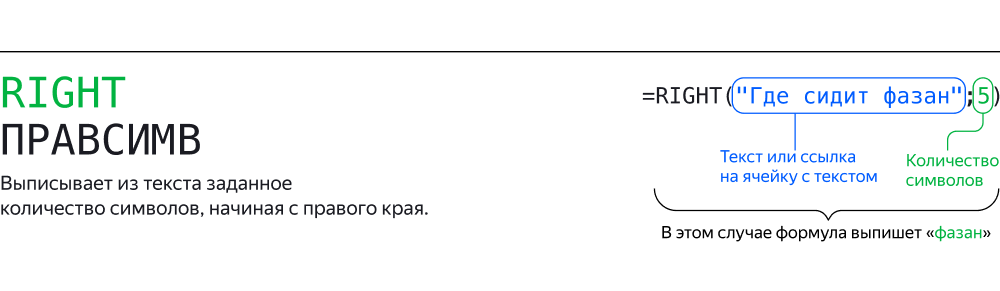 RIGHT
ПРАВСИМВ
Выписывает из текста заданное
количество символов, начиная с правого края.
=RIGHT("Где сидит фазан";5)
Текст или ссылка
на ячейку с текстом
Количество
символов
В этом случае формула выпишет «фазан»